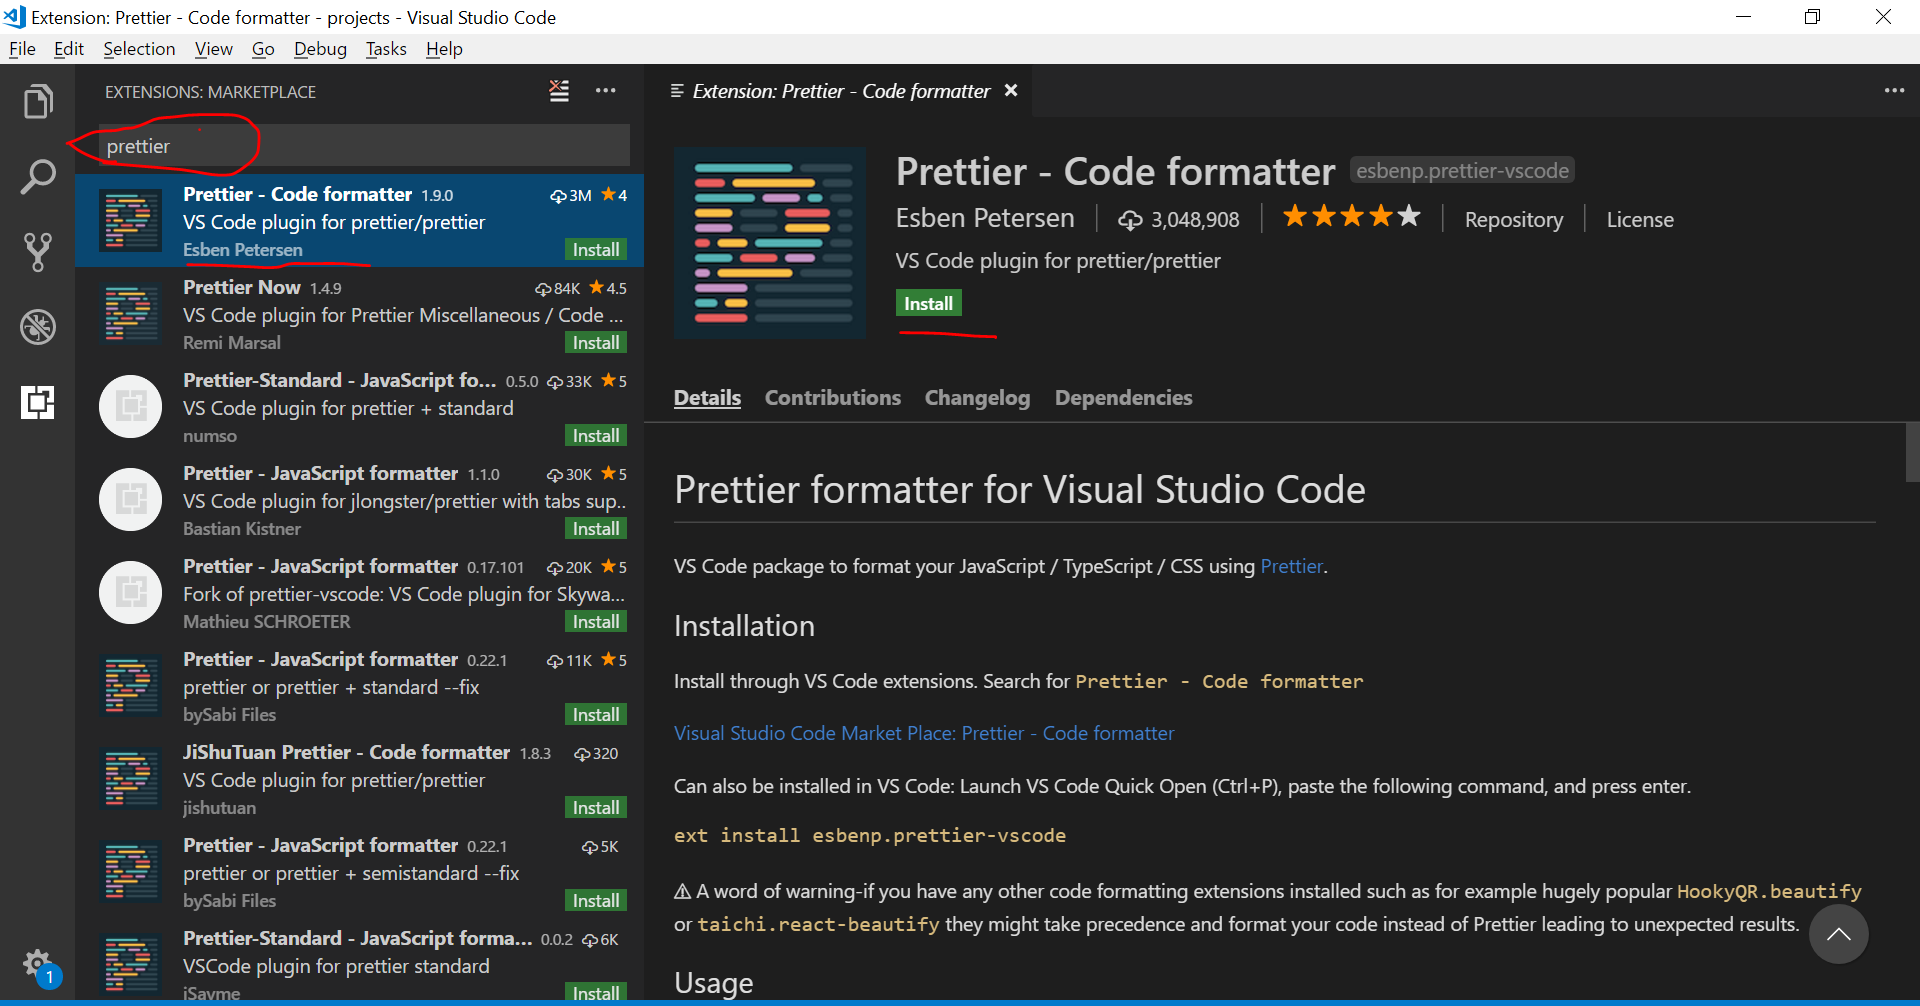 Extension: Prettier - Code formatter - projects - Visual Studio Code
File Edit Selection View Go Debug Tasks Help
EXTENSIONS: MARKETPLACE
prettier
Prettier - Code formatter 1.9.0 3M 4
VS Code plugin for prettier/prettier
Esben Petersen Install
Prettier Now 1.4.9 84K 4.5
VS Code plugin for Prettier Miscellaneous / Code ...
Remi Marsal Install
Prettier-Standard - JavaScript fo... 0.5.0 33K 5
VS Code plugin for prettier + standard
numso Install
Prettier - JavaScript formatter 1.1.0 30K 5
VS Code plugin for jlongster/prettier with tabs sup...
Bastian Kistner Install
Prettier - JavaScript formatter 0.17.101 20K 5
Fork of prettier-vscode: VS Code plugin for Skywa...
Mathieu SCHROETER Install
Prettier - JavaScript formatter 0.22.1 11K 5
prettier or prettier + standard --fix
bySabi Files Install
JiShuTuan Prettier - Code formatter 1.8.3 320
VS Code plugin for prettier/prettier
jishutuan Install
Prettier - JavaScript formatter 0.22.1 5K
prettier or prettier + semistandard --fix
bySabi Files Install
Prettier-Standard - JavaScript forma... 0.0.2 6K
VSCode plugin for prettier standard
iSayme Install
1
Extension: Prettier - Code formatter
Prettier - Code formatter esbenp.prettier-vscode
Esben Petersen 3,048,908 Repository License
VS Code plugin for prettier/prettier
Install
Details Contributions Changelog Dependencies
Prettier formatter for Visual Studio Code
VS Code package to format your JavaScript / TypeScript / CSS using Prettier.
Installation
Install through VS Code extensions. Search for Prettier - Code formatter
Visual Studio Code Market Place: Prettier - Code formatter
Can also be installed in VS Code: Launch VS Code Quick Open (Ctrl+P), paste the following command, and press enter.
ext install esbenp.prettier-vscode
⚠ A word of warning-if you have any other code formatting extensions installed such as for example hugely popular HookyQR.beautify
or taichi.react-beautify they might take precedence and format your code instead of Prettier leading to unexpected results.
Usage